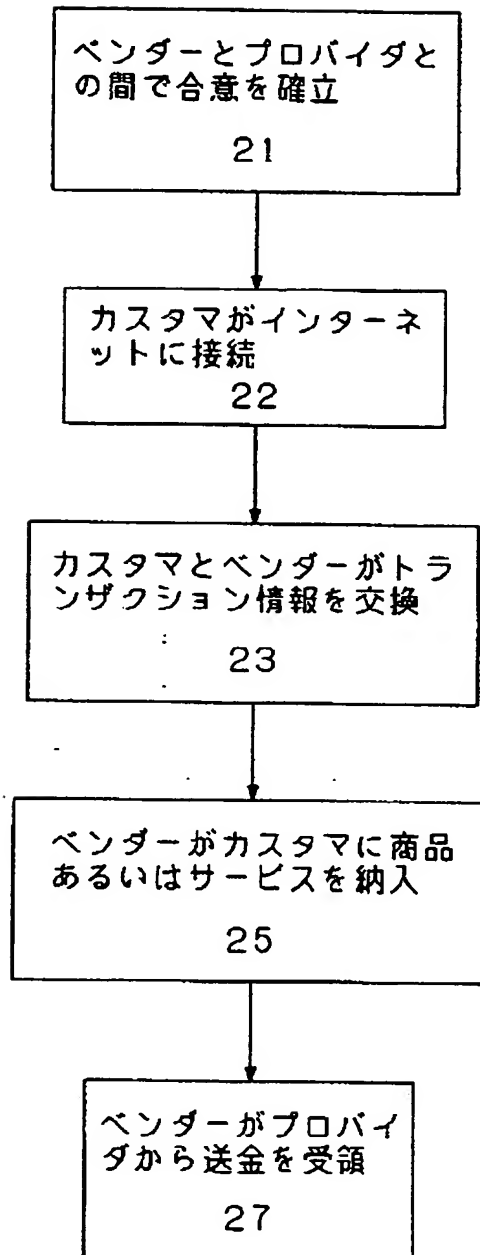 ベンダーとプロバイダと
の間で合意を確立
21
カスタマがインターネ
ットに接続
22
カスタマとベンダーがトラ
ンザクション情報を交換
23
ベンダーがカスタマに商品
あるいはサービスを納入
25
ベンダーがプロバイ
ダから送金を受領
27